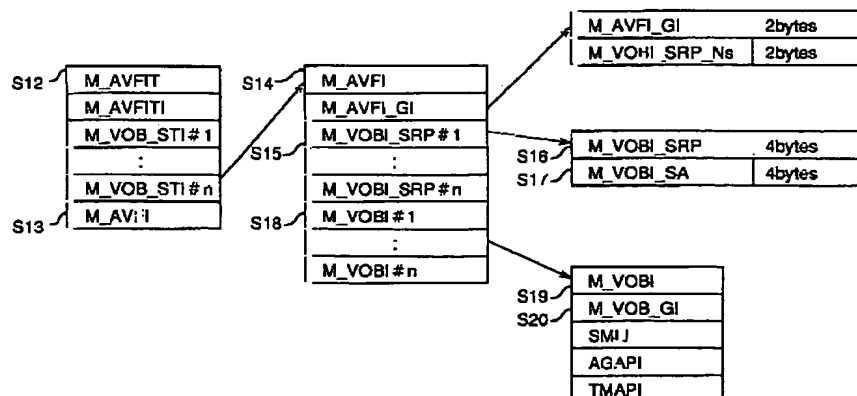 S12
M_AVFIT
M_AVFITI
M_VOB_STI#1
:
M_VOB_STI#n
S13
S14
M_AVFI
M_AVFI_GI
S15
M_VOBI_SRP#1
:
M_VOBI_SRP#n
S18
M_VOBI#1
:
M_VOBI#n
M_AVFI_GI 2bytes
M_VOBI_SRP_Ns 2bytes
S16
M_VOBI_SRP 4bytes
S17
M_VOBI_SA 4bytes
S19
M_VOBI
S20
M_VOB_GI
AGAPI
TMAPI